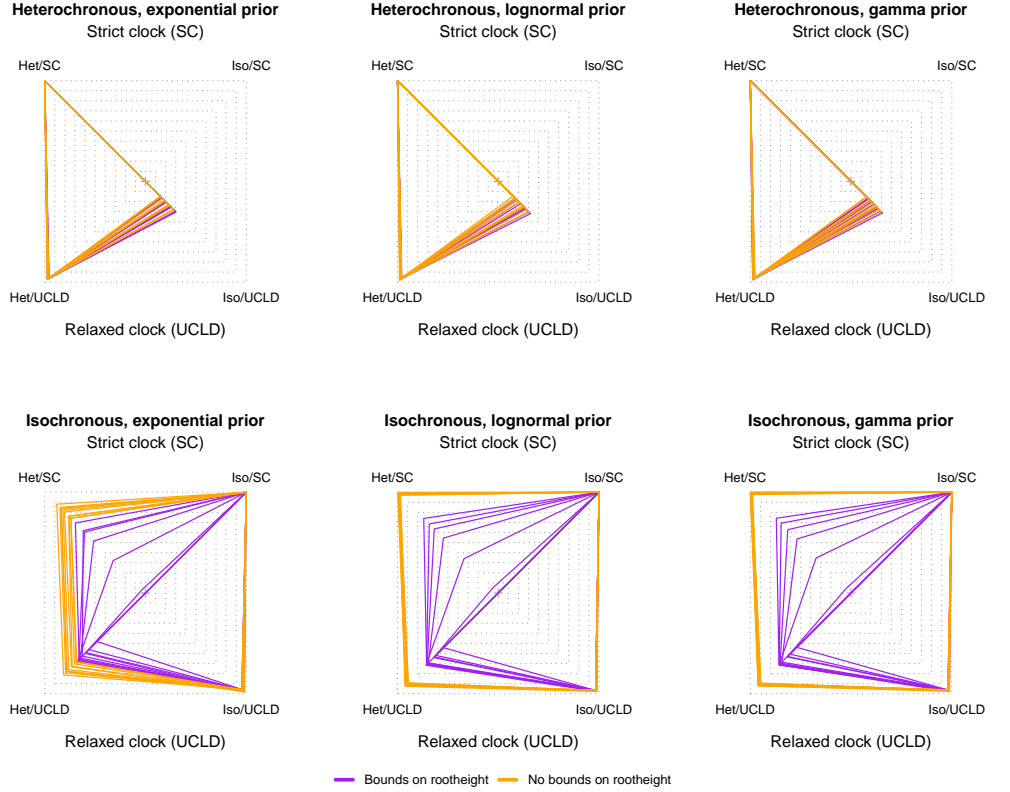 Heterochronous, exponential prior
Strict clock (SC)
Het/SC Iso/SC
Het/UCLD Iso/UCLD
Relaxed clock (UCLD)
Heterochronous, lognormal prior
Strict clock (SC)
Het/SC Iso/SC
Het/UCLD Iso/UCLD
Relaxed clock (UCLD)
Heterochronous, gamma prior
Strict clock (SC)
Het/SC Iso/SC
Het/UCLD Iso/UCLD
Relaxed clock (UCLD)
Isochronous, exponential prior
Strict clock (SC)
Het/SC Iso/SC
Het/UCLD Iso/UCLD
Relaxed clock (UCLD)
Isochronous, lognormal prior
Strict clock (SC)
Het/SC Iso/SC
Het/UCLD Iso/UCLD
Relaxed clock (UCLD)
Isochronous, gamma prior
Strict clock (SC)
Het/SC Iso/SC
Het/UCLD Iso/UCLD
Relaxed clock (UCLD)
Bounds on rootheight No bounds on rootheight